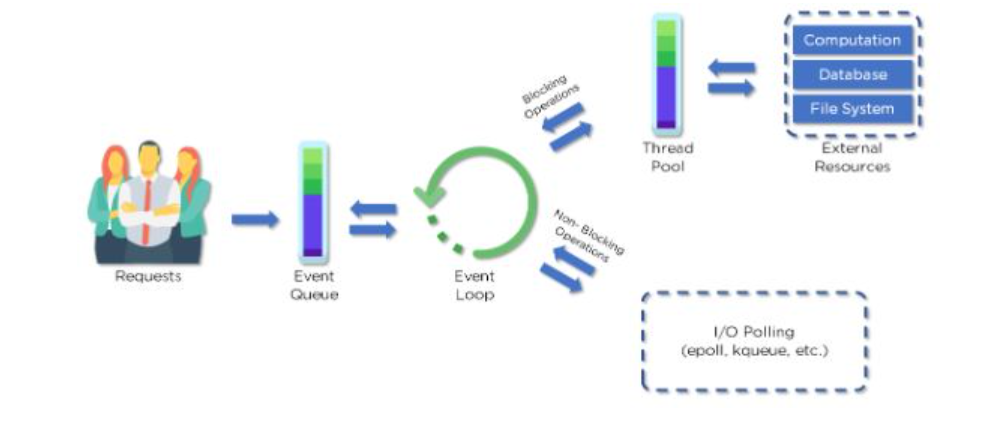 Requests
Event
Queue
Event
Loop
Blocking
Operations
Non- Blocking
Operations
Thread
Pool
Computation
Database
File System
External
Resources
I/O Polling
(epoll, kqueue, etc.)